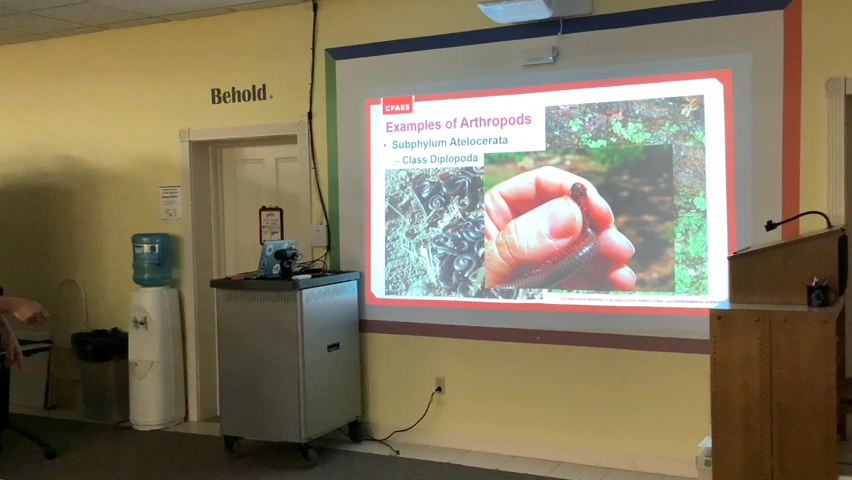 Behold.
CFAES
Examples of Arthropods
• Subphylum Atelocerata
– Class Diplopoda